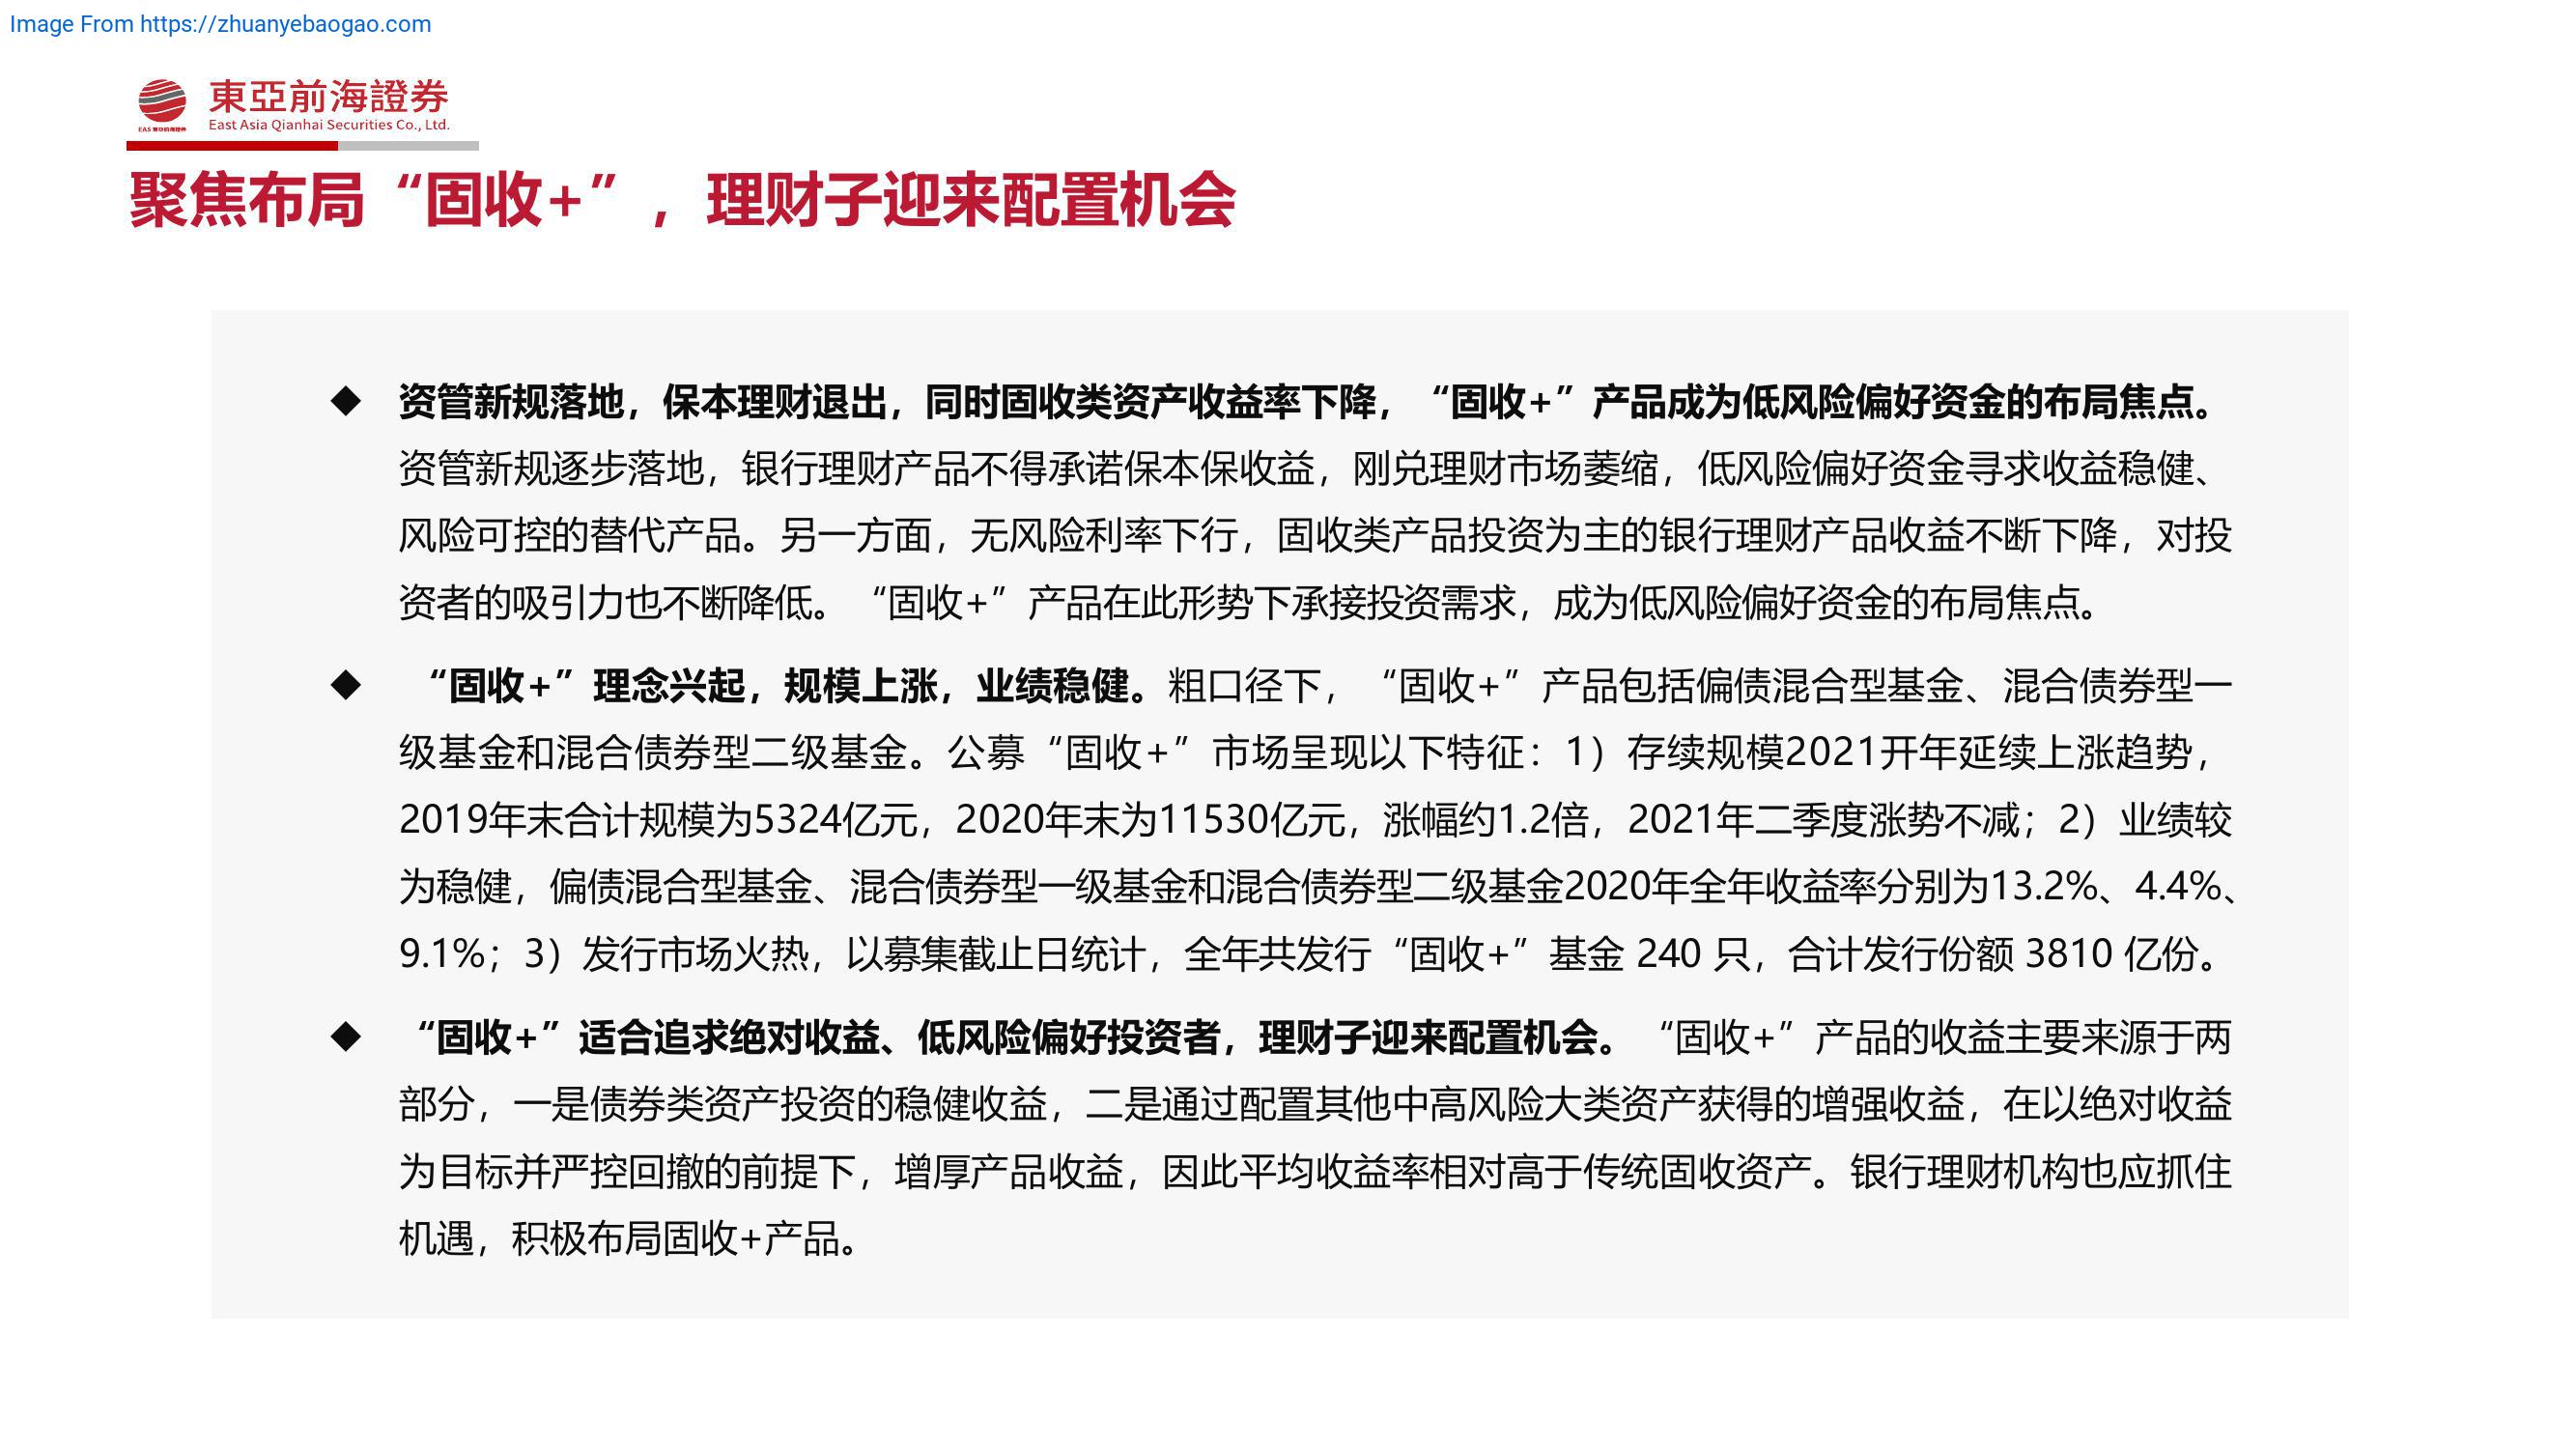 Image From https://zhuanyebaogao.com
東亞前海證券
East Asia Qianhai Securities Co., Ltd.
EAS 東亞前海證券
聚焦布局“固收+”，理财子迎来配置机会
◆ 资管新规落地，保本理财退出，同时固收类资产收益率下降，“固收+”产品成为低风险偏好资金的布局焦点。
资管新规逐步落地，银行理财产品不得承诺保本保收益，刚兑理财市场萎缩，低风险偏好资金寻求收益稳健、
风险可控的替代产品。另一方面，无风险利率下行，固收类产品投资为主的银行理财产品收益不断下降，对投
资者的吸引力也不断降低。“固收+”产品在此形势下承接投资需求，成为低风险偏好资金的布局焦点。
◆ “固收+”理念兴起，规模上涨，业绩稳健。粗口径下，“固收+”产品包括偏债混合型基金、混合债券型一
级基金和混合债券型二级基金。公募“固收+”市场呈现以下特征：1）存续规模2021开年延续上涨趋势，
2019年末合计规模为5324亿元，2020年末为11530亿元，涨幅约1.2倍，2021年二季度涨势不减；2）业绩较
为稳健，偏债混合型基金、混合债券型一级基金和混合债券型二级基金2020年全年收益率分别为13.2%、4.4%、
9.1%；3）发行市场火热，以募集截止日统计，全年共发行“固收+”基金 240 只，合计发行份额 3810 亿份。
◆ “固收+”适合追求绝对收益、低风险偏好投资者，理财子迎来配置机会。“固收+”产品的收益主要来源于两
部分，一是债券类资产投资的稳健收益，二是通过配置其他中高风险大类资产获得的增强收益，在以绝对收益
为目标并严控回撤的前提下，增厚产品收益，因此平均收益率相对高于传统固收资产。银行理财机构也应抓住
机遇，积极布局固收+产品。